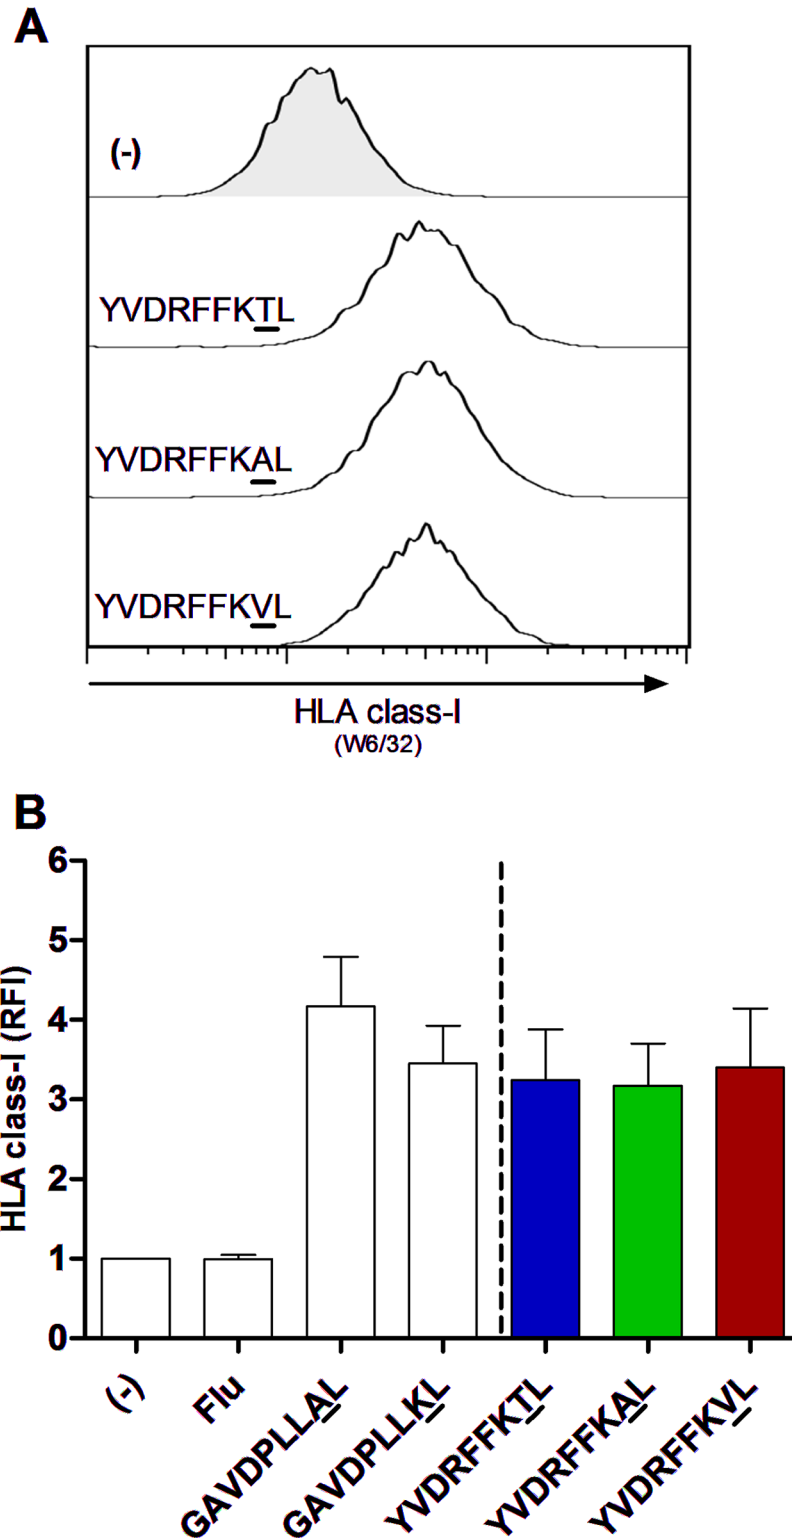 A
(-)
YVDRFFKTL
YVDRFFKAL
YVDRFFKVL
HLA class-I
(W6/32)
B
HLA class-I (RFI)
6
5
4
3
2
1
0
(-)
Flu
GAVDPLLAL
GAVDPLLKL
YVDRFFKTL
YVDRFFKAL
YVDRFFKVL